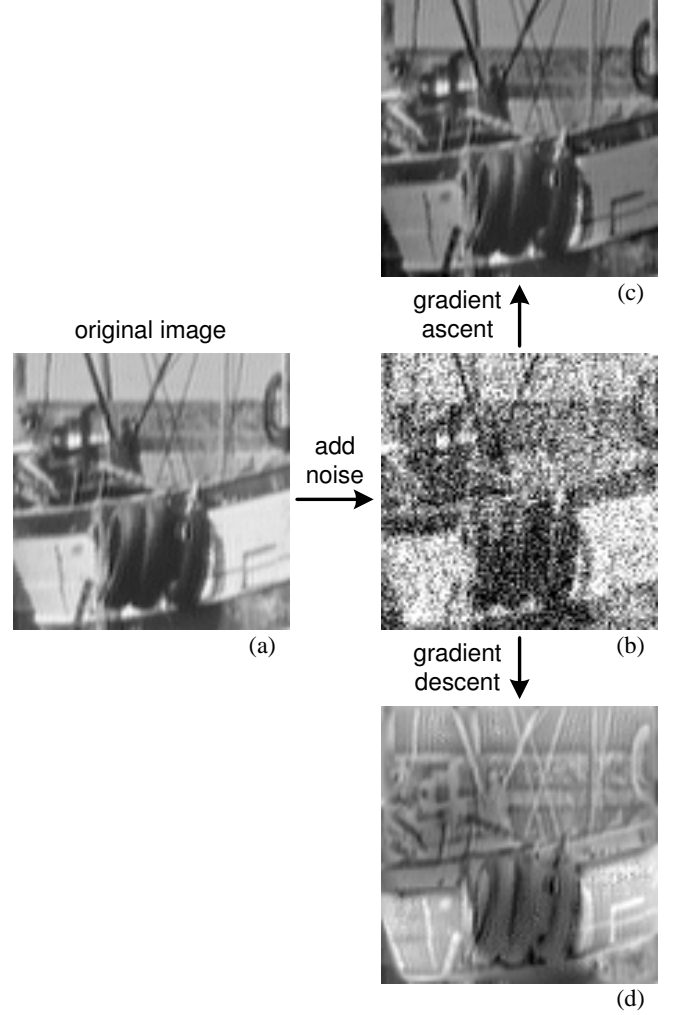 (c)
gradient
ascent
original image
add
noise
(a)
(b)
gradient
descent
(d)